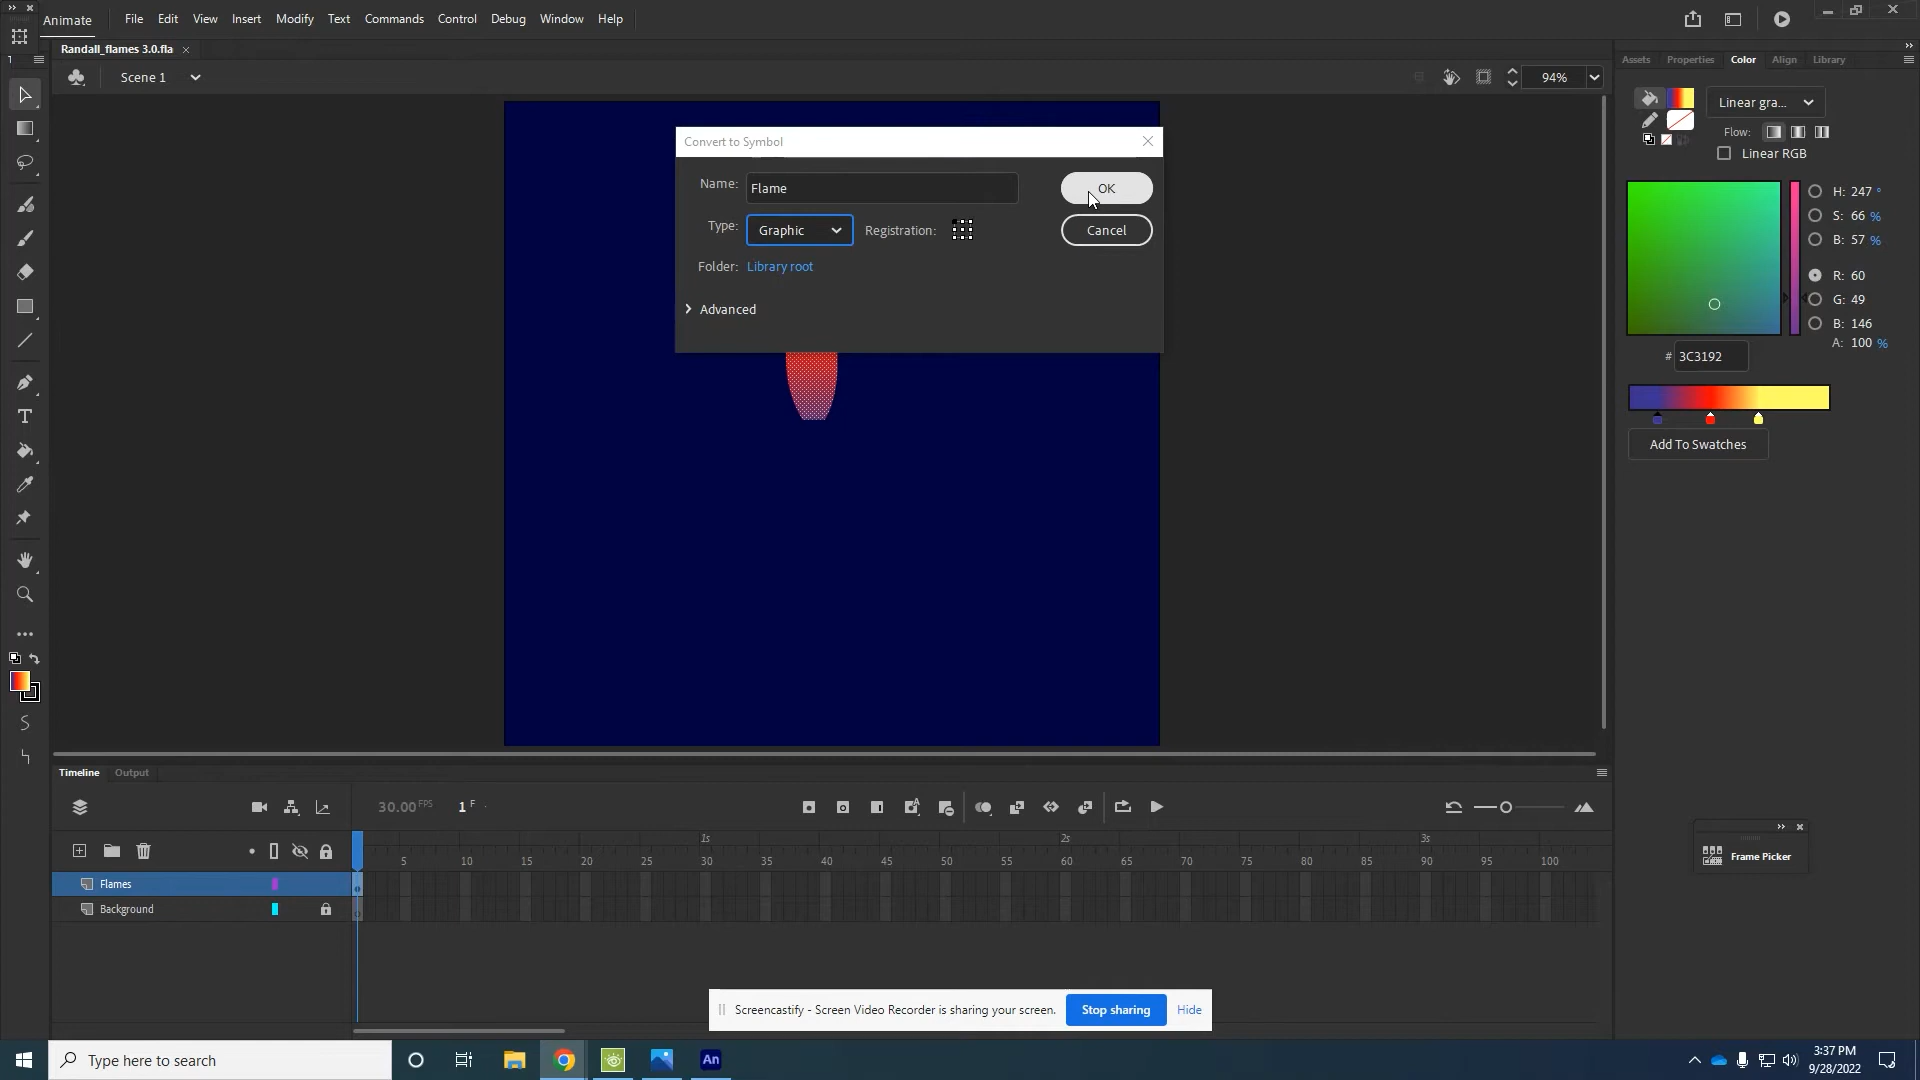 Animate File Edit View Insert Modify Text Commands Control Debug Window Help
Randall_flames 3.0.fla
Scene 1 94%
Assets Properties Color Align Library
Linear gra...
Flow:
Linear RGB
H: 247 °
S: 66 %
B: 57 %
R: 60
G: 49
B: 146
A: 100 %
# 3C3192
Add To Swatches
Convert to Symbol
Name: Flame OK
Type: Graphic Registration: Cancel
Folder: Library root
Advanced
Timeline Output
30.00 FPS 1 F
1s 2s 3s
5 10 15 20 25 30 35 40 45 50 55 60 65 70 75 80 85 90 95 100
Flames
Background
Frame Picker
Screencastify - Screen Video Recorder is sharing your screen. Stop sharing Hide
Type here to search An 3:37 PM
9/28/2022